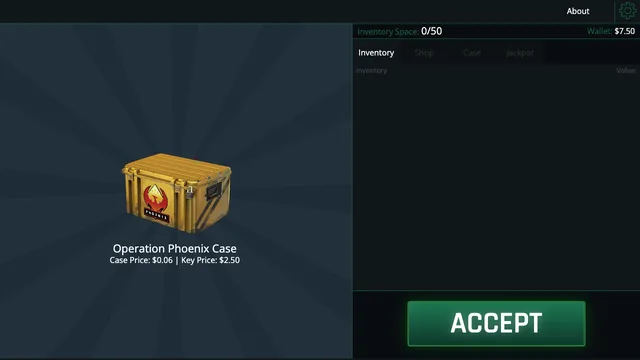 About
Inventory Space: 0/50
Wallet: $7.50
Inventory Shop Case Jackpot
Inventory Value
PHOENIX
Operation Phoenix Case
Case Price: $0.06 | Key Price: $2.50
ACCEPT